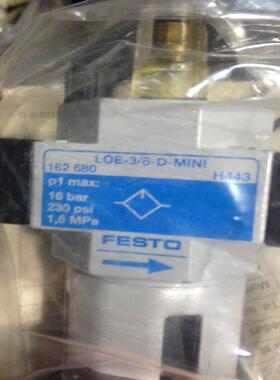 LOE-3/8-D-MINI
162 680 H443
p1 max:
16 bar
230 psi
1,6 MPa
FESTO